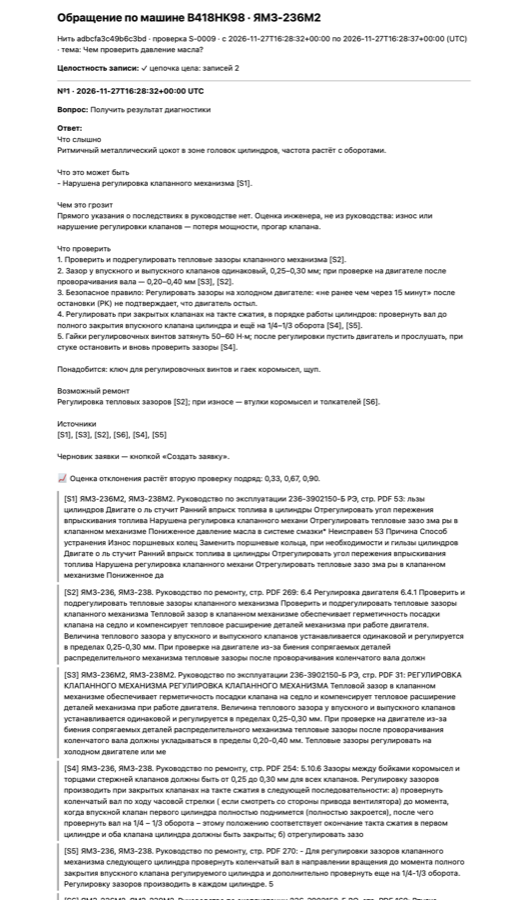 Обращение по машине В418НК98 · ЯМЗ-236М2
Нить adbcfa3c49b6c3bd · проверка S-0009 · с 2026-11-27T16:28:32+00:00 по 2026-11-27T16:28:37+00:00 (UTC)
· тема: Чем проверить давление масла?
Целостность записи: ✓ цепочка цела: записей 2
№1 · 2026-11-27T16:28:32+00:00 UTC
Вопрос: Получить результат диагностики
Ответ:
Что слышно
Ритмичный металлический цокот в зоне головок цилиндров, частота растёт с оборотами.
Что это может быть
- Нарушена регулировка клапанного механизма [S1].
Чем это грозит
Прямого указания о последствиях в руководстве нет. Оценка инженера, не из руководства: износ или
нарушение регулировки клапанов — потеря мощности, прогар клапана.
Что проверить
1. Проверить и подрегулировать тепловые зазоры клапанного механизма [S2].
2. Зазор у впускного и выпускного клапанов одинаковый, 0,25–0,30 мм; при проверке на двигателе после
проворачивания вала — 0,20–0,40 мм [S3], [S2].
3. Безопасное правило: Регулировать зазоры на холодном двигателе: «не ранее чем через 15 минут» после
остановки (РК) не подтверждает, что двигатель остыл.
4. Регулировать при закрытых клапанах на такте сжатия, в порядке работы цилиндров: провернуть вал до
полного закрытия впускного клапана цилиндра и ещё на 1/4–1/3 оборота [S4], [S5].
5. Гайки регулировочных винтов затянуть 50–60 Н·м; после регулировки пустить двигатель и прослушать, при
стуке остановить и вновь проверить зазоры [S4].
Понадобится: ключ для регулировочных винтов и гаек коромысел, щуп.
Возможный ремонт
Регулировка тепловых зазоров [S2]; при износе — втулки коромысел и толкателей [S6].
Источники
[S1], [S3], [S2], [S6], [S4], [S5]
Черновик заявки — кнопкой «Создать заявку».
📈 Оценка отклонения растёт вторую проверку подряд: 0,33, 0,67, 0,90.
[S1] ЯМЗ-236М2, ЯМЗ-238М2. Руководство по эксплуатации 236-3902150-Б РЭ, стр. PDF 53: льзы
цилиндров Двигате о ль стучит Ранний впрыск топлива в цилиндры Отрегулировать угол пережения
впрыскивания топлива Нарушена регулировка клапанного механи Отрегулировать тепловые зазо зма ры в
клапанном механизме Пониженное давление масла в системе смазки* Неисправен 53 Причина Способ
устранения Износ поршневых колец Заменить поршневые кольца, при необходимости и гильзы цилиндров
Двигате о ль стучит Ранний впрыск топлива в цилиндры Отрегулировать угол пережения впрыскивания
топлива Нарушена регулировка клапанного механи Отрегулировать тепловые зазо зма ры в клапанном
механизме Пониженное да
[S2] ЯМЗ-236, ЯМЗ-238. Руководство по ремонту, стр. PDF 269: 6.4 Регулировка двигателя 6.4.1 Проверить и
подрегулировать тепловые зазоры клапанного механизма Проверить и подрегулировать тепловые зазоры
клапанного механизма Тепловой зазор в клапанном механизме обеспечивает герметичность посадки
клапана на седло и компенсирует тепловое расширение деталей механизма при работе двигателя.
Величина теплового зазора у впускного и выпускного клапанов устанавливается одинаковой и регулируется
в пределах 0,25-0,30 мм. При проверке на двигателе из-за биения сопрягаемых деталей
распределительного механизма тепловые зазоры после проворачивания коленчатого вала должн
[S3] ЯМЗ-236М2, ЯМЗ-238М2. Руководство по эксплуатации 236-3902150-Б РЭ, стр. PDF 31: РЕГУЛИРОВКА
КЛАПАННОГО МЕХАНИЗМА РЕГУЛИРОВКА КЛАПАННОГО МЕХАНИЗМА Тепловой зазор в клапанном
механизме обеспечивает герметичность посадки клапана на седло и компенсирует тепловое расширение
деталей механизма при работе двигателя. Величина теплового зазора у впускного и выпускного клапанов
устанавливается одинаковой и регулируется в пределах 0,25-0,30 мм. При проверке на двигателе из-за
биения сопрягаемых деталей распределительного механизма тепловые зазоры после проворачивания
коленчатого вала должны укладываться в пределы 0,20-0,40 мм. Тепловые зазоры регулировать на
холодном двигателе или ме
[S4] ЯМЗ-236, ЯМЗ-238. Руководство по ремонту, стр. PDF 254: 5.10.6 Зазоры между бойками коромысел и
торцами стержней клапанов должны быть от 0,25 до 0,30 мм для всех клапанов. Регулировку зазоров
производить при закрытых клапанах на такте сжатия в следующей последовательности: а) провернуть
коленчатый вал по ходу часовой стрелки ( если смотреть со стороны привода вентилятора) до момента,
когда впускной клапан первого цилиндра полностью поднимется (полностью закроется), после чего
провернуть вал на 1/4 – 1/3 оборота – этому положению соответствует окончание такта сжатия в первом
цилиндре и оба клапана цилиндра должны быть закрыты; б) отрегулировать зазо
[S5] ЯМЗ-236, ЯМЗ-238. Руководство по ремонту, стр. PDF 270: - Для регулировки зазоров клапанного
механизма следующего цилиндра провернуть коленчатый вал в направлении вращения до момента полного
закрытия впускного клапана регулируемого цилиндра и дополнительно проверните еще на 1/4-1/3 оборота.
Регулировку зазоров производить в каждом цилиндре. 5